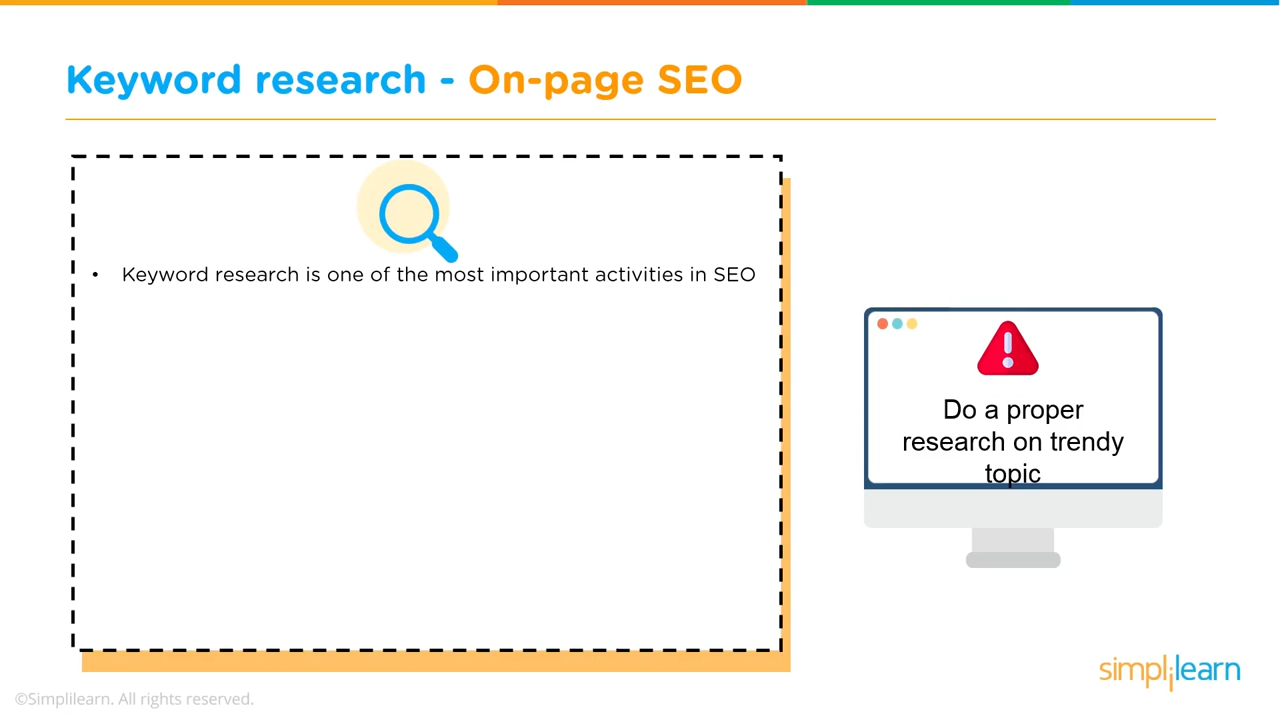 Keyword research - On-page SEO
• Keyword research is one of the most important activities in SEO
Do a proper
research on trendy
topic
simplilearn
©Simplilearn. All rights reserved.